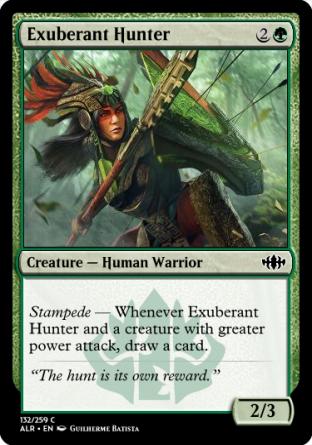 Exuberant Hunter 2
Creature — Human Warrior
Stampede — Whenever Exuberant
Hunter and a creature with greater
power attack, draw a card.
“The hunt is its own reward.”
2/3
132/259 C
ALR • EN Guilherme Batista